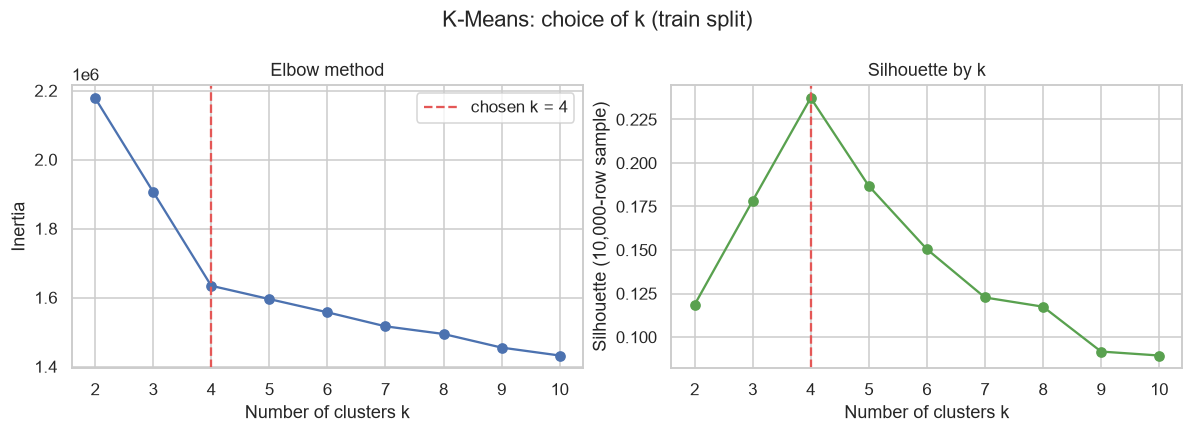 K-Means: choice of k (train split)
Elbow method
1e6
2.2
2.0
1.8
1.6
1.4
Inertia
chosen k = 4
2 3 4 5 6 7 8 9 10
Number of clusters k
Silhouette by k
0.225
0.200
0.175
0.150
0.125
0.100
Silhouette (10,000-row sample)
2 3 4 5 6 7 8 9 10
Number of clusters k